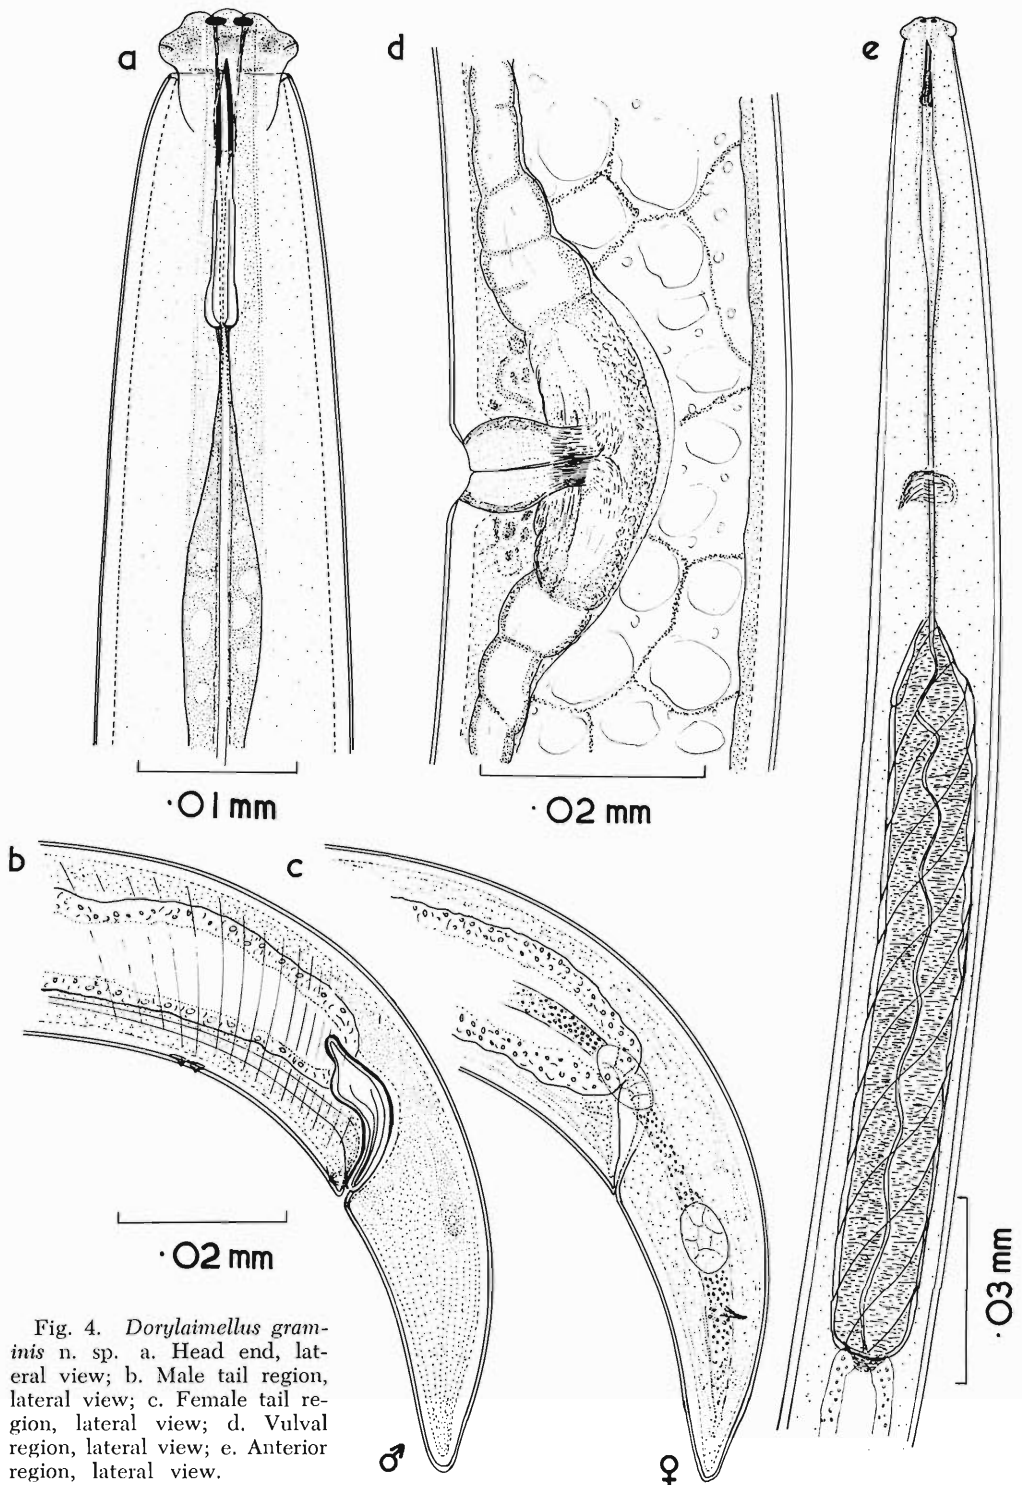 a
d
e
·01 mm
·02 mm
b
c
·02 mm
·03 mm
Fig. 4. Dorylaimellus gram-
inis n. sp. a. Head end, lat-
eral view; b. Male tail region,
lateral view; c. Female tail re-
gion, lateral view; d. Vulval
region, lateral view; e. Anterior
region, lateral view.
♂
♀